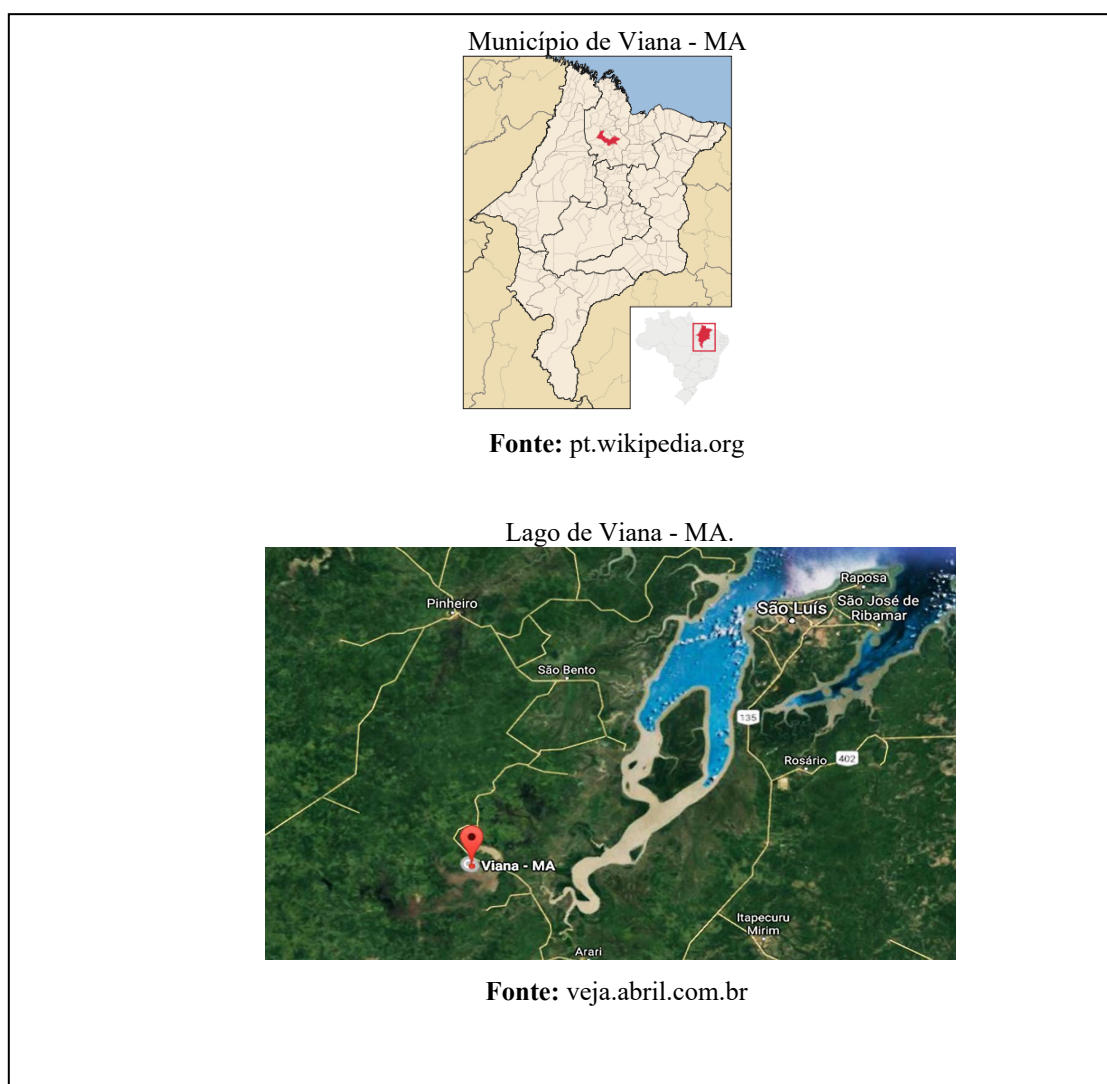 Município de Viana - MA
Fonte: pt.wikipedia.org
Lago de Viana - MA.
Raposa
Pinheiro
São Luís
São José de
Ribamar
São Bento
135
Rosário
402
Viana - MA
Itapecuru
Mirim
Arari
Fonte: veja.abril.com.br